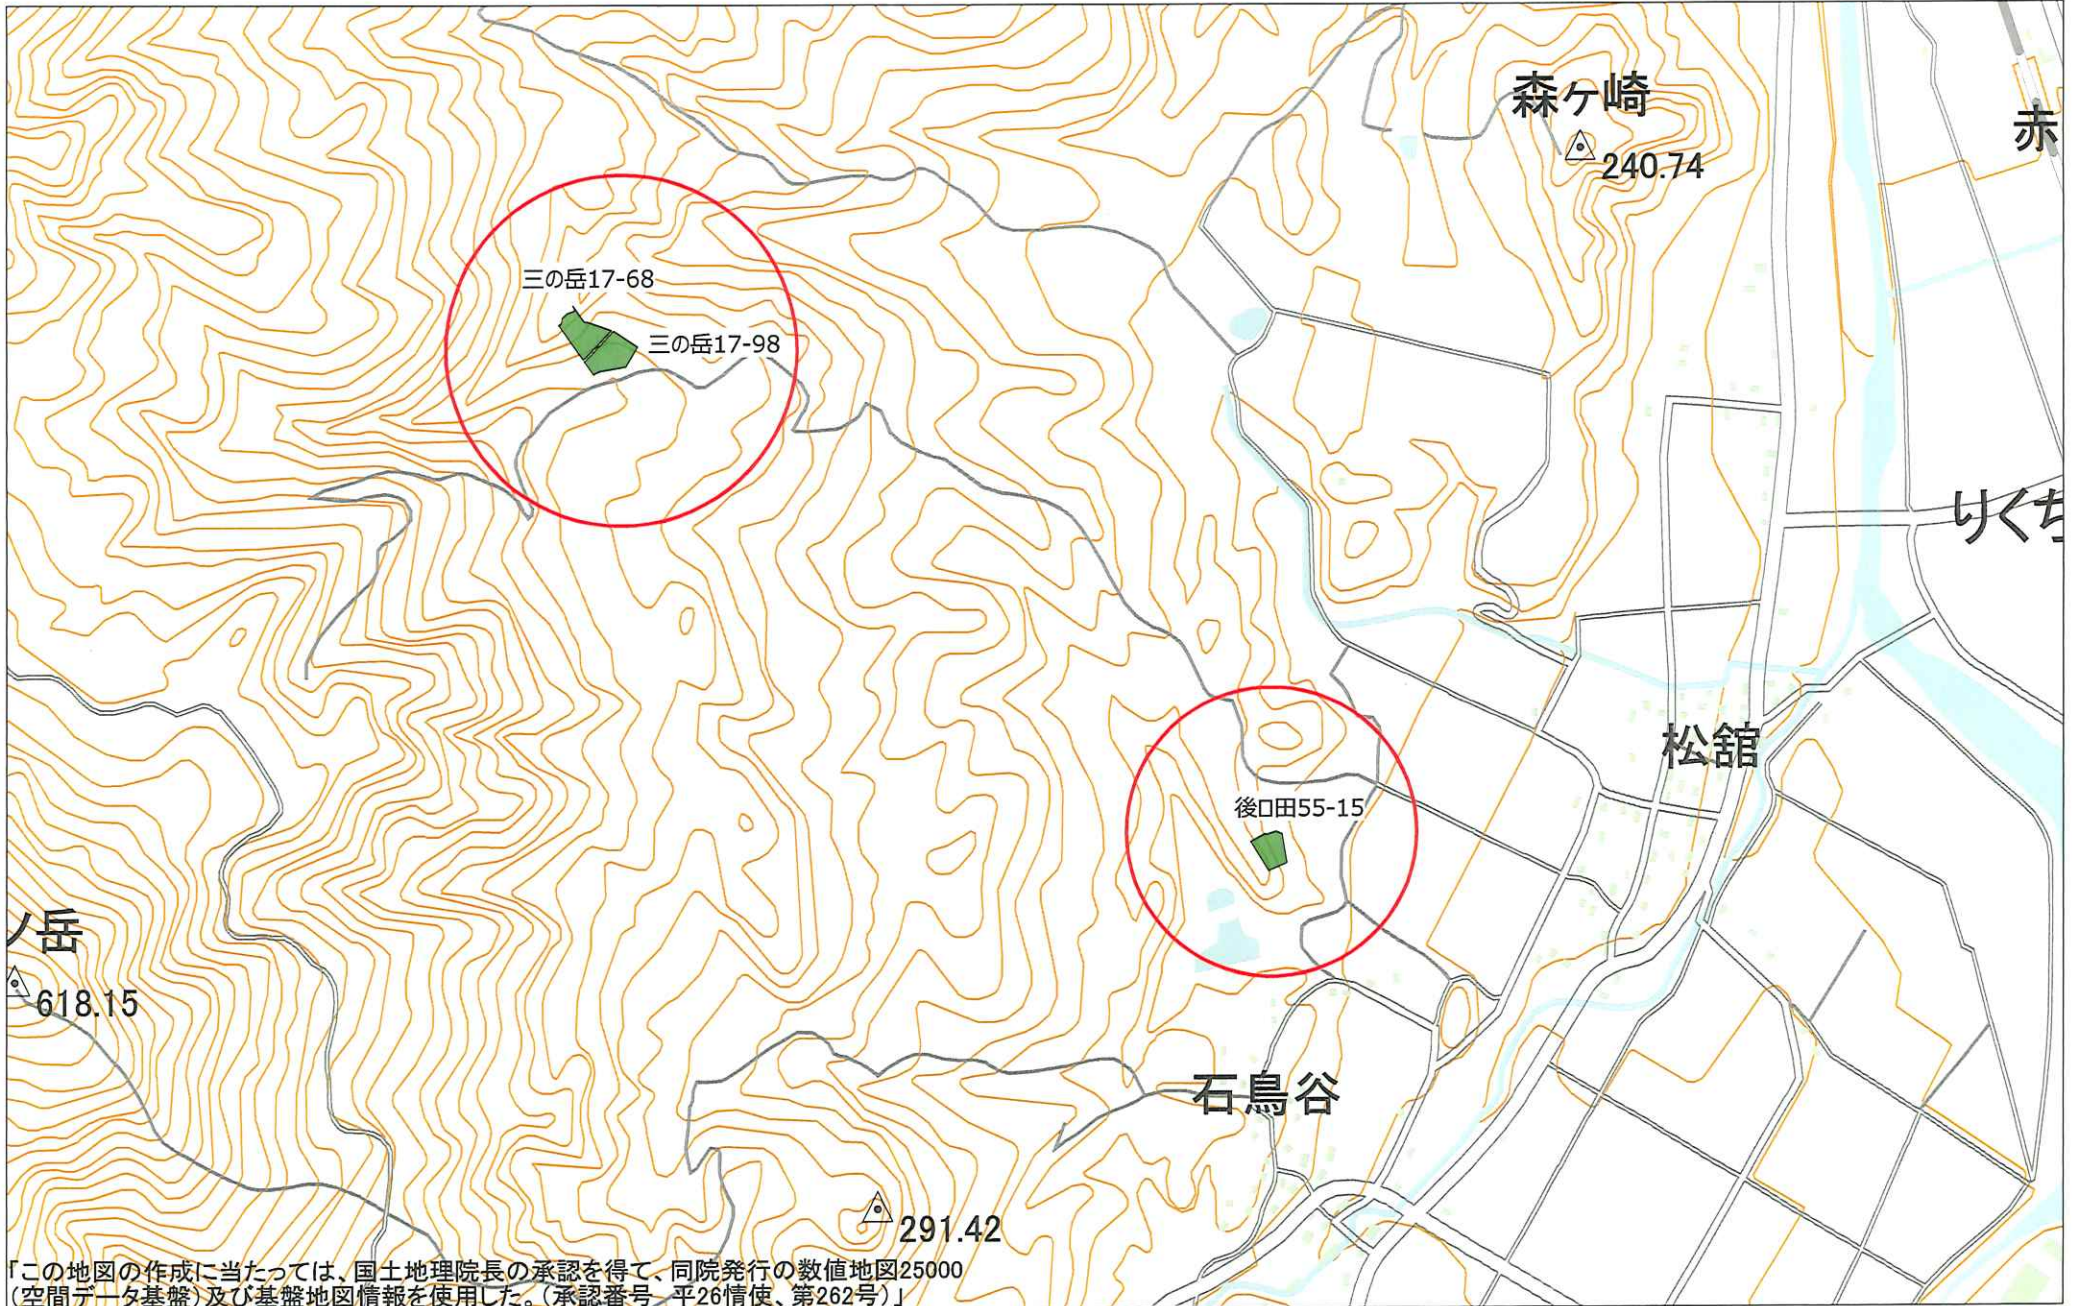 森ケ崎
240.74
赤
三の岳17-68
三の岳17-98
りくち
松舘
後口田55-15
ノ岳
618.15
石鳥谷
291.42
「この地図の作成に当たっては、国土地理院長の承認を得て、同院発行の数値地図25000
(空間データ基盤)及び基盤地図情報を使用した。(承認番号 平26情使、第262号)」